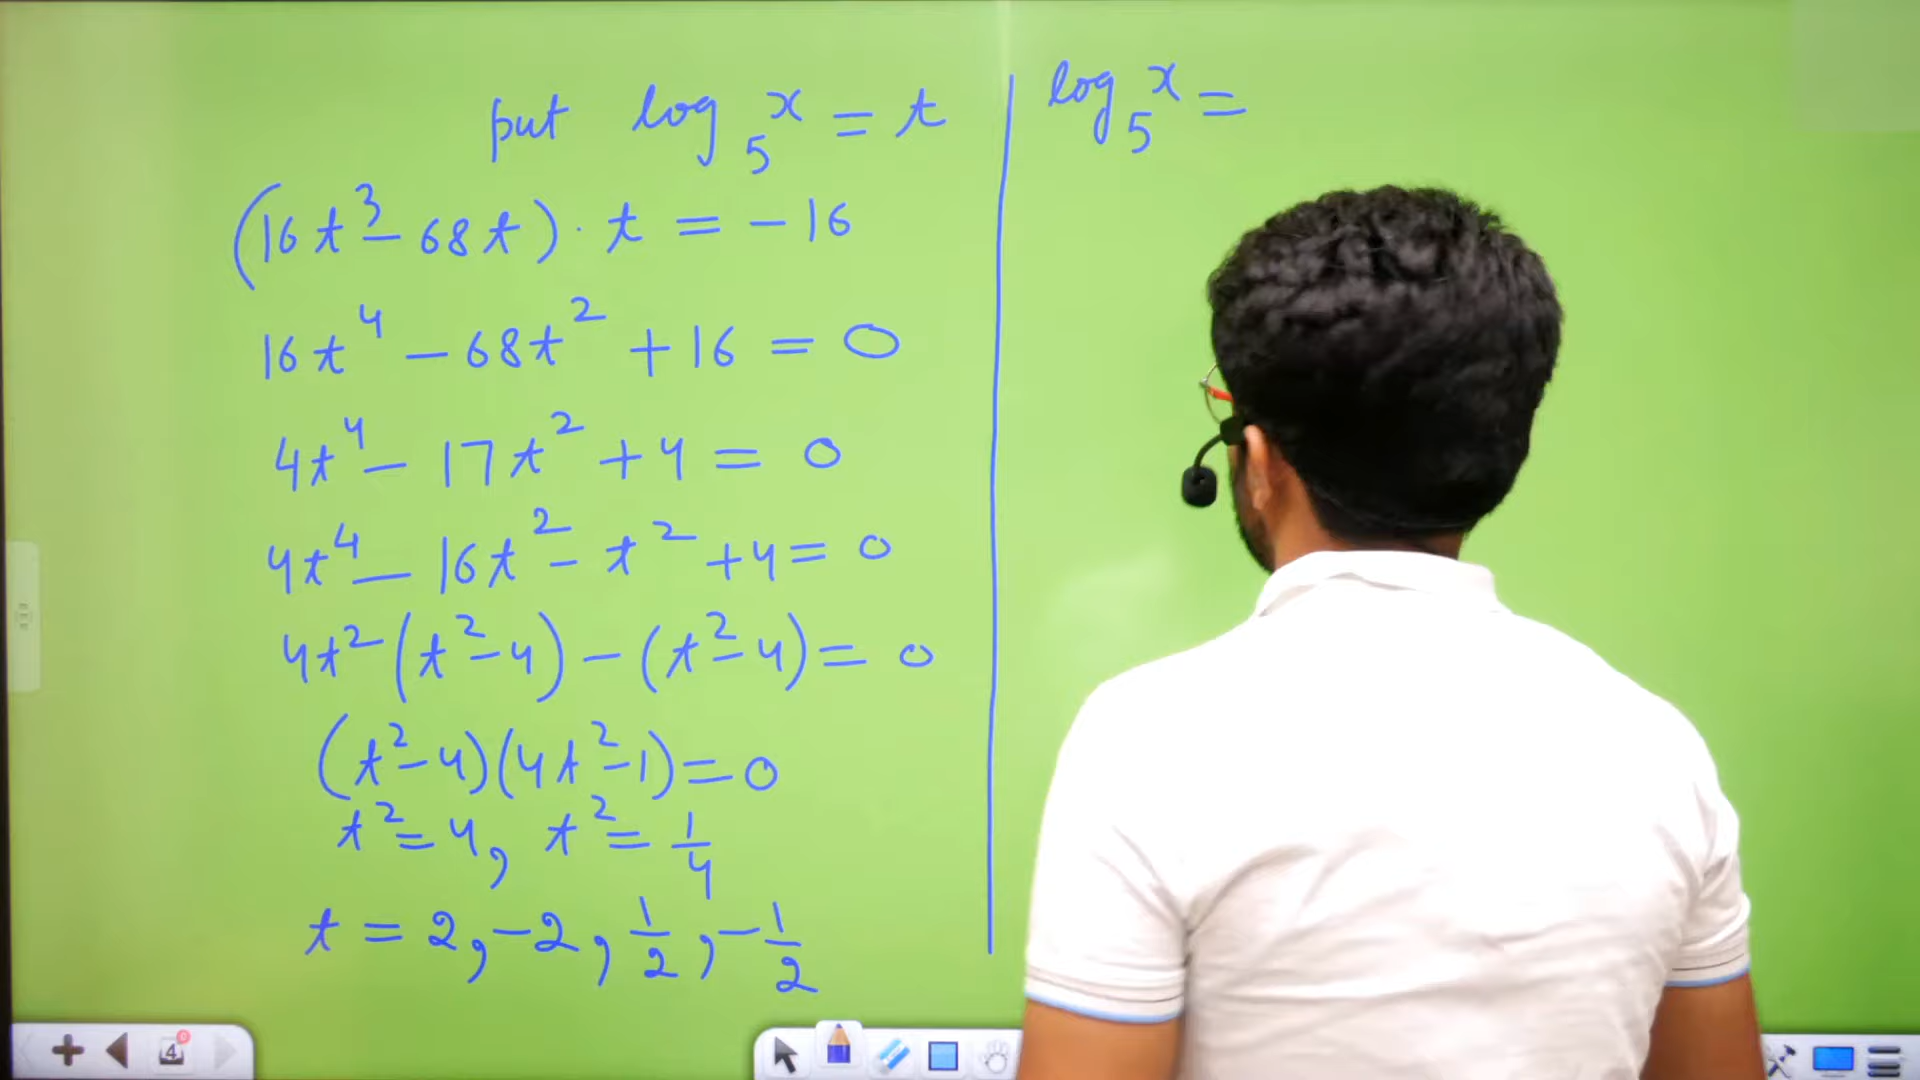 put log₅x = t
(16t³ - 68t) · t = - 16
16t⁴ - 68t² + 16 = 0
4t⁴ - 17t² + 4 = 0
4t⁴ - 16t² - t² + 4 = 0
4t² (t² - 4) - (t² - 4) = 0
(t² - 4)(4t² - 1) = 0
t² = 4, t² = 1/4
t = 2, -2, 1/2, -1/2
log₅x =
4